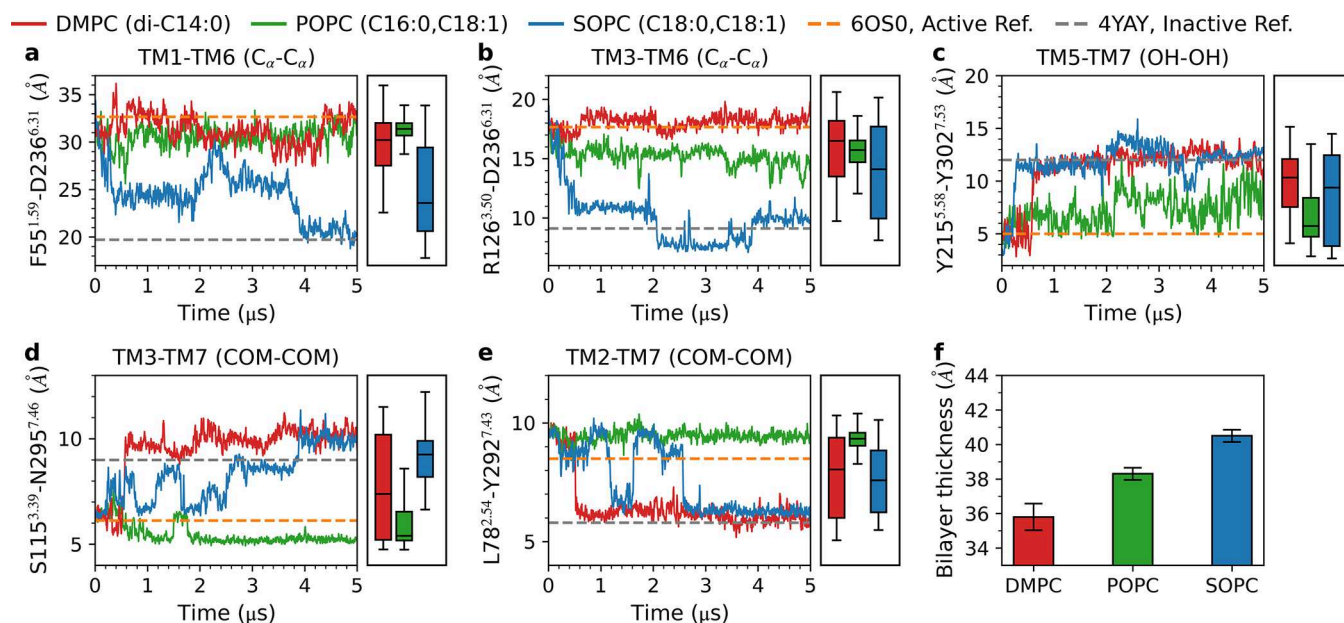 DMPC (di-C14:0) POPC (C16:0,C18:1) SOPC (C18:0,C18:1) 6OS0, Active Ref. 4YAY, Inactive Ref.
a TM1-TM6 (Cα-Cα)
F55^1.59-D236^6.31 (Å)
35
30
25
20
0 1 2 3 4 5
Time (μs)
b TM3-TM6 (Cα-Cα)
R126^3.50-D236^6.31 (Å)
20
15
10
0 1 2 3 4 5
Time (μs)
c TM5-TM7 (OH-OH)
Y215^5.58-Y302^7.53 (Å)
20
15
10
5
0 1 2 3 4 5
Time (μs)
d TM3-TM7 (COM-COM)
S115^3.39-N295^7.46 (Å)
10
5
0 1 2 3 4 5
Time (μs)
e TM2-TM7 (COM-COM)
L78^2.54-Y292^7.43 (Å)
10
5
0 1 2 3 4 5
Time (μs)
f
Bilayer thickness (Å)
44
42
40
38
36
34
DMPC POPC SOPC